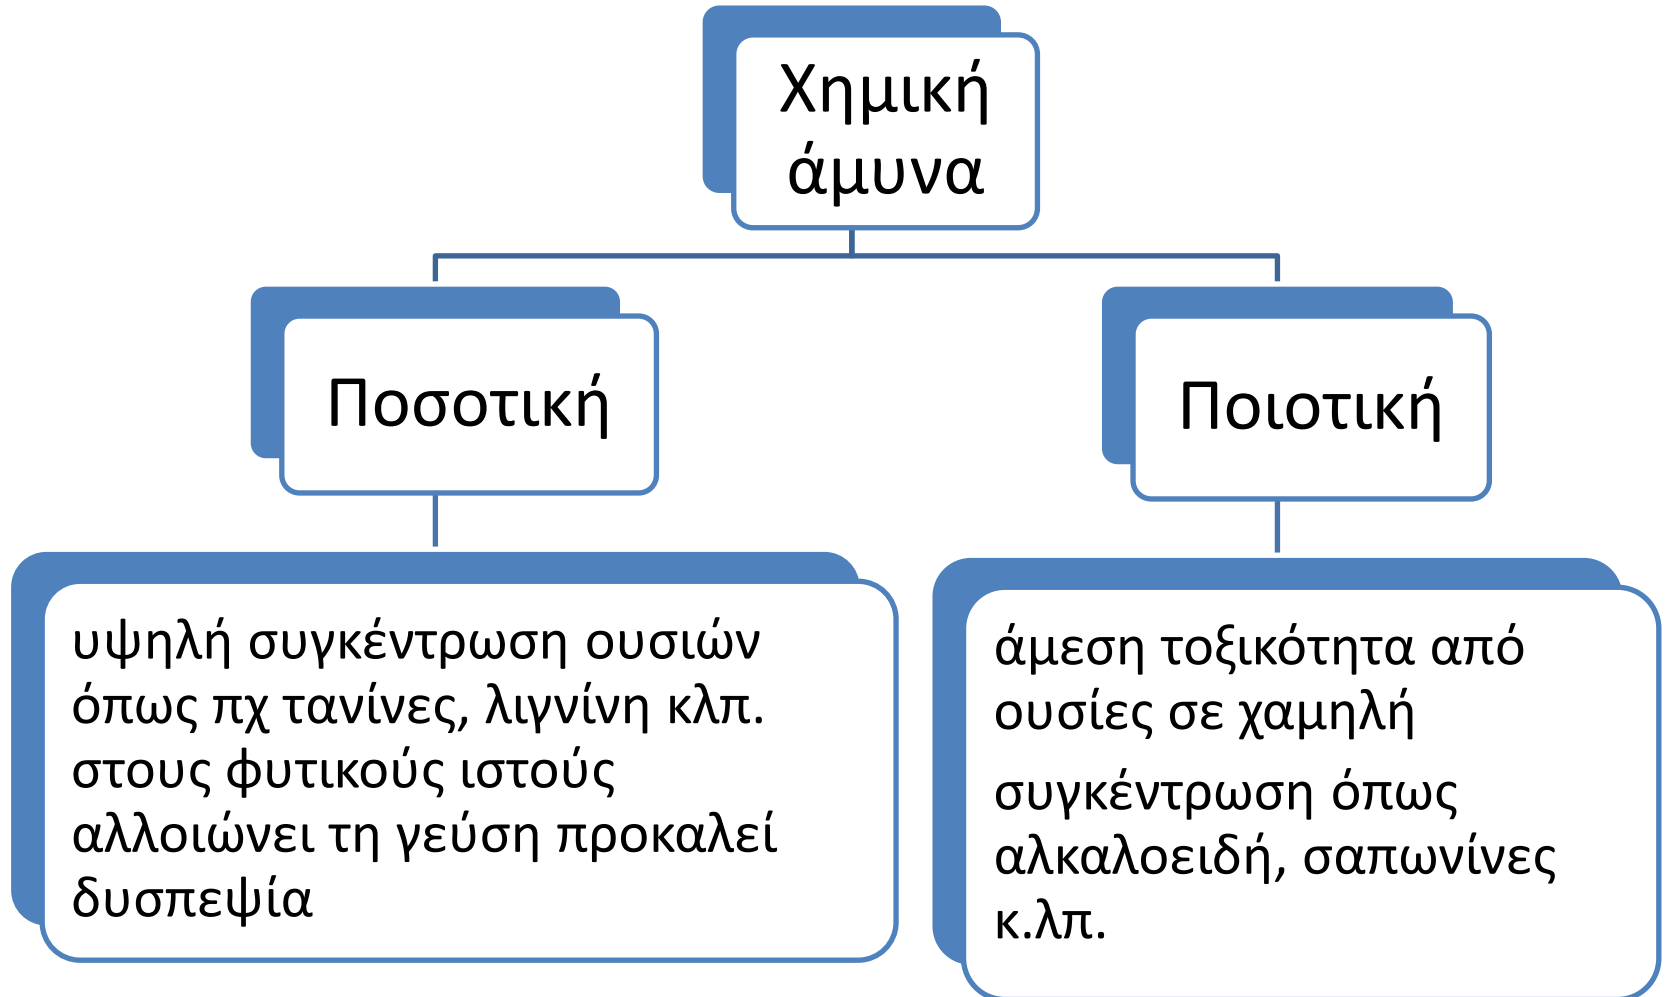 Χημική
άμυνα
Ποσοτική
Ποιοτική
υψηλή συγκέντρωση ουσιών
όπως πχ τανίνες, λιγνίνη κλπ.
στους φυτικούς ιστούς
αλλοιώνει τη γεύση προκαλεί
δυσπεψία
άμεση τοξικότητα από
ουσίες σε χαμηλή
συγκέντρωση όπως
αλκαλοειδή, σαπωνίνες
κ.λπ.